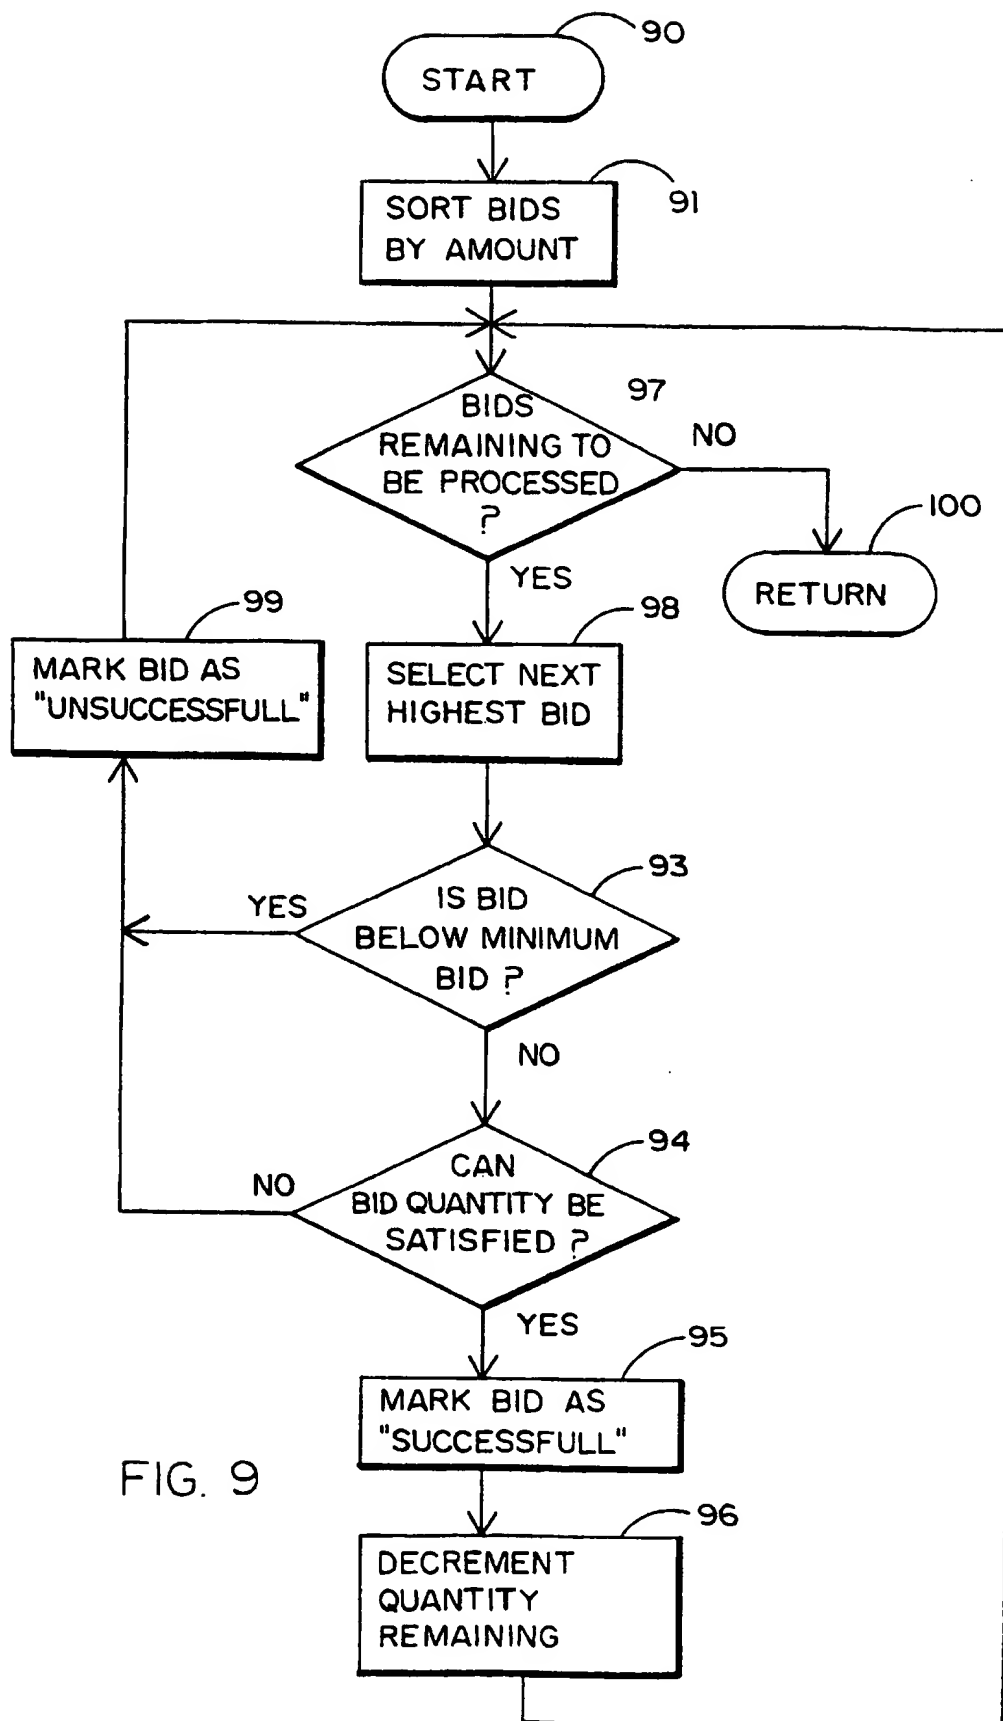 90
START
91
SORT BIDS
BY AMOUNT
97
BIDS
REMAINING TO
BE PROCESSED
?
NO
100
RETURN
YES
99
MARK BID AS
"UNSUCCESSFULL"
98
SELECT NEXT
HIGHEST BID
93
YES
IS BID
BELOW MINIMUM
BID ?
NO
94
NO
CAN
BID QUANTITY BE
SATISFIED ?
YES
95
MARK BID AS
"SUCCESSFULL"
FIG. 9
96
DECREMENT
QUANTITY
REMAINING